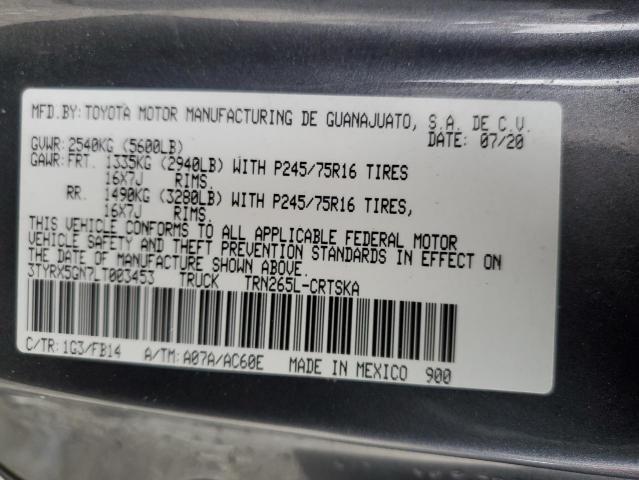 MFD.BY:TOYOTA MOTOR MANUFACTURING DE GUANAJUATO, S.A. DE C.V.
DATE: 07/20
GVWR:2540KG (5600LB)
GAWR:FRT. 1335KG (2940LB) WITH P245/75R16 TIRES
16X7J RIMS,
RR. 1490KG (3280LB) WITH P245/75R16 TIRES,
16X7J RIMS.
THIS VEHICLE CONFORMS TO ALL APPLICABLE FEDERAL MOTOR
VEHICLE SAFETY AND THEFT PREVENTION STANDARDS IN EFFECT ON
THE DATE OF MANUFACTURE SHOWN ABOVE.
3TYRX5GN7LT003453 TRUCK TRN265L-CRTSKA
C/TR:1G3/FB14 A/TM:A07A/AC60E MADE IN MEXICO 900